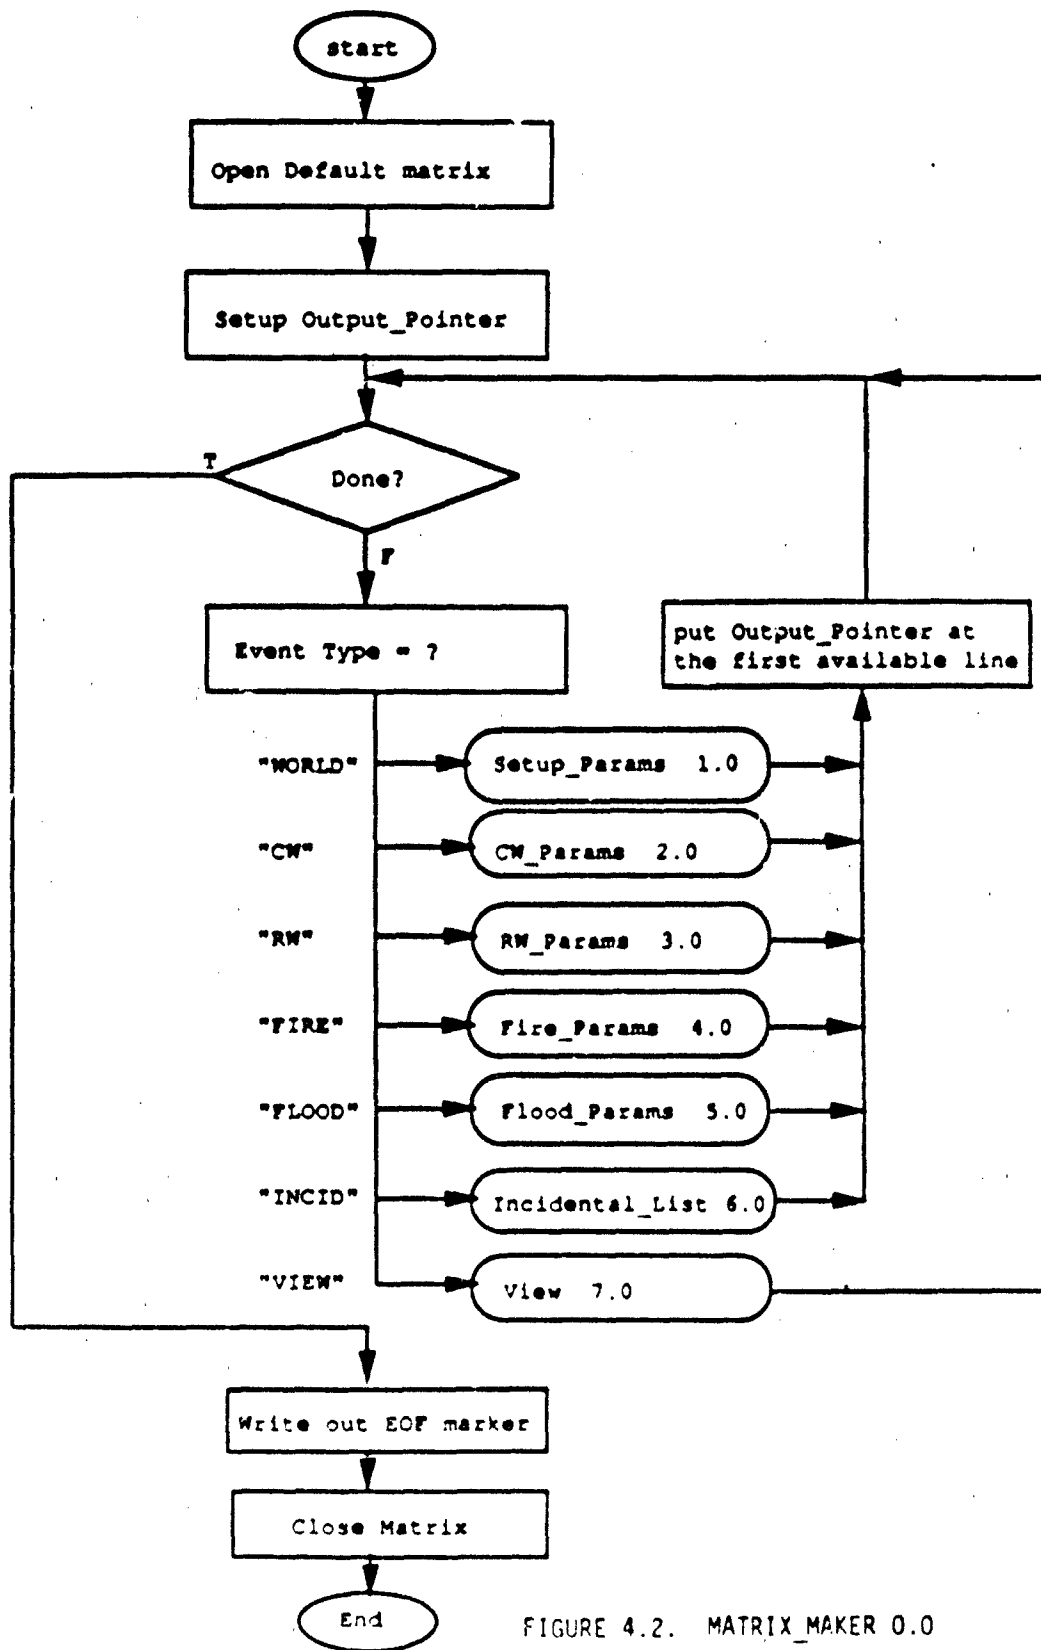 start
Open Default matrix
Setup Output_Pointer
T
Done?
F
Event Type = ?
put Output_Pointer at
the first available line
"WORLD"
Setup_Params 1.0
"CW"
CW_Params 2.0
"RW"
RW_Params 3.0
"FIRE"
Fire_Params 4.0
"FLOOD"
Flood_Params 5.0
"INCID"
Incidental_List 6.0
"VIEW"
View 7.0
Write out EOF marker
Close Matrix
End
FIGURE 4.2. MATRIX_MAKER 0.0